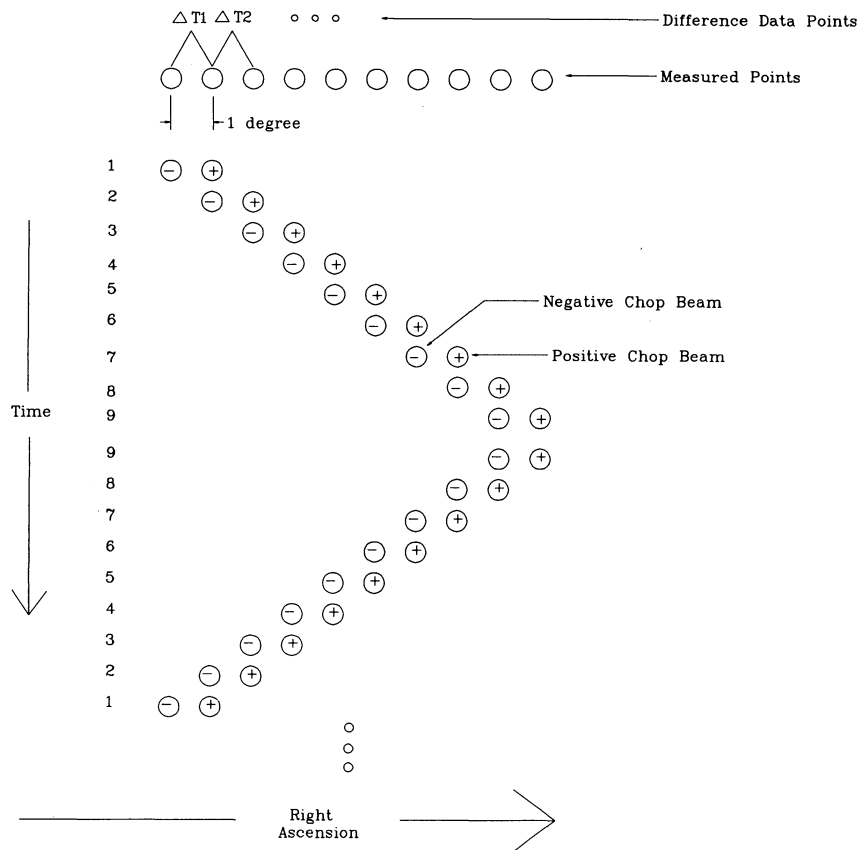 △ T1 △ T2 Difference Data Points
Measured Points
1 degree
1 - +
2 - +
3 - +
4 - +
5 - +
6 - +
Negative Chop Beam
7 - +
Positive Chop Beam
8 - +
Time
9 - +
9 - +
8 - +
7 - +
6 - +
5 - +
4 - +
3 - +
2 - +
1 - +
Right
Ascension